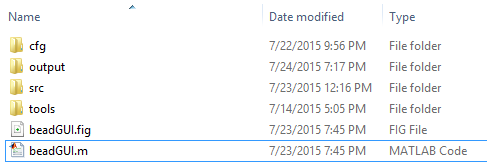 Name Date modified Type
cfg 7/22/2015 9:56 PM File folder
output 7/24/2015 7:17 PM File folder
src 7/23/2015 12:16 PM File folder
tools 7/14/2015 5:05 PM File folder
beadGUI.fig 7/23/2015 7:45 PM FIG File
beadGUI.m 7/23/2015 7:45 PM MATLAB Code